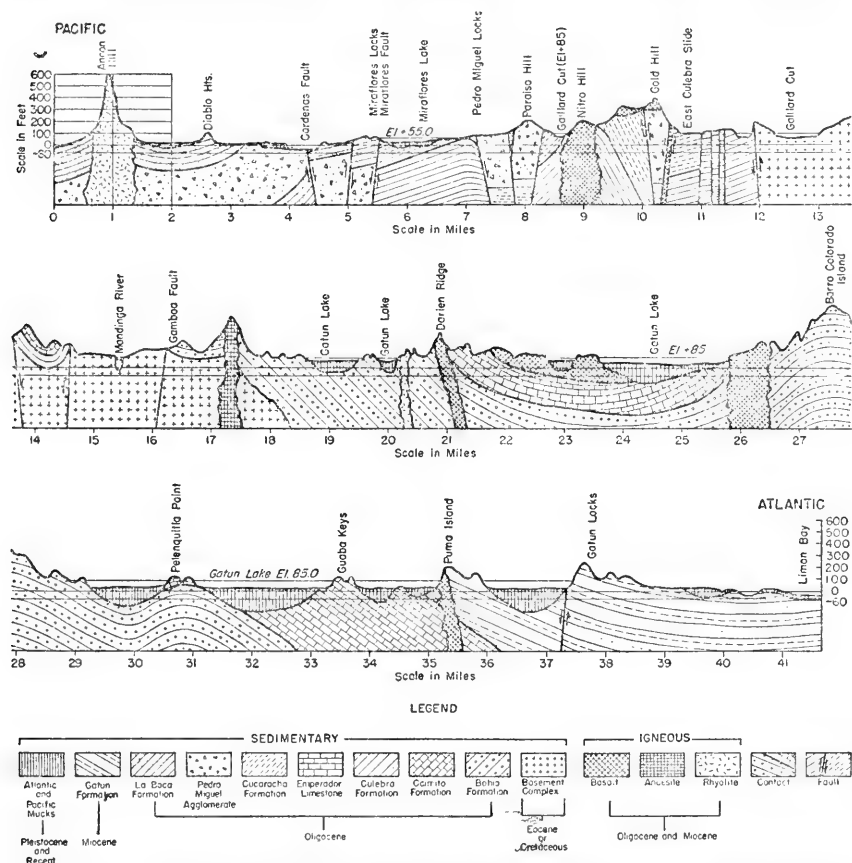 PACIFIC
Ancon Hill
Diablo Hts.
Cardenas Fault
Miraflores Locks
Miraflores Fault
Miraflores Lake
Pedro Miguel Locks
Paraiso Hill
Gaillard Cut (El+85)
Nitro Hill
Gold Hill
East Culebra Slide
Gaillard Cut
Scale in Feet
600
500
400
300
200
100
0
-60
El +55.0
0 1 2 3 4 5 6 7 8 9 10 11 12 13
Scale in Miles
Mandinga River
Gamboa Fault
Gatun Lake
Gatun Lake
Darien Ridge
Gatun Lake
El +85
Barro Colorado
Island
14 15 16 17 18 19 20 21 22 23 24 25 26 27
Scale in Miles
Pelenquilla Point
Guaba Keys
Puma Island
Gatun Locks
ATLANTIC
Limon Bay
Gatun Lake El. 85.0
600
500
400
300
200
100
0
-60
28 29 30 31 32 33 34 35 36 37 38 39 40 41
Scale in Miles
LEGEND
SEDIMENTARY
IGNEOUS
Atlantic
and
Pacific
Mucks
Gatun
Formation
La Boca
Formation
Pedro
Miguel
Agglomerate
Cucaracha
Formation
Emperador
Limestone
Culebra
Formation
Caimito
Formation
Bohio
Formation
Basement
Complex
Basalt
Andesite
Rhyolite
Contact
Fault
Pleistocene
and
Recent
Miocene
Oligocene
Eocene
or
Cretaceous
Oligocene and Miocene